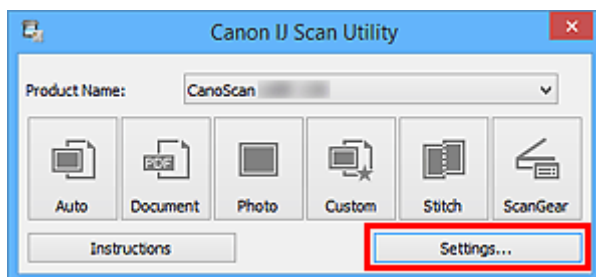 Canon IJ Scan Utility
Product Name: CanoScan
PDF
Auto Document Photo Custom Stitch ScanGear
Instructions Settings...